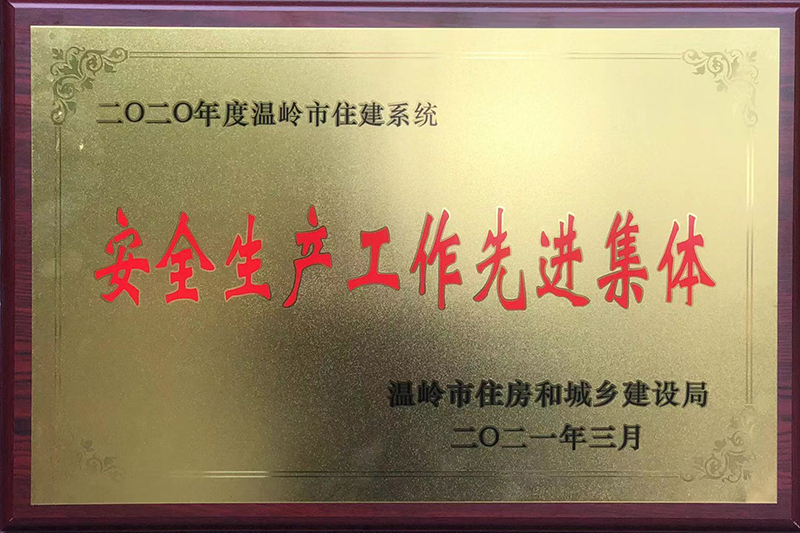 二〇二〇年度温岭市住建系统
安全生产工作先进集体
温岭市住房和城乡建设局
二〇二一年三月